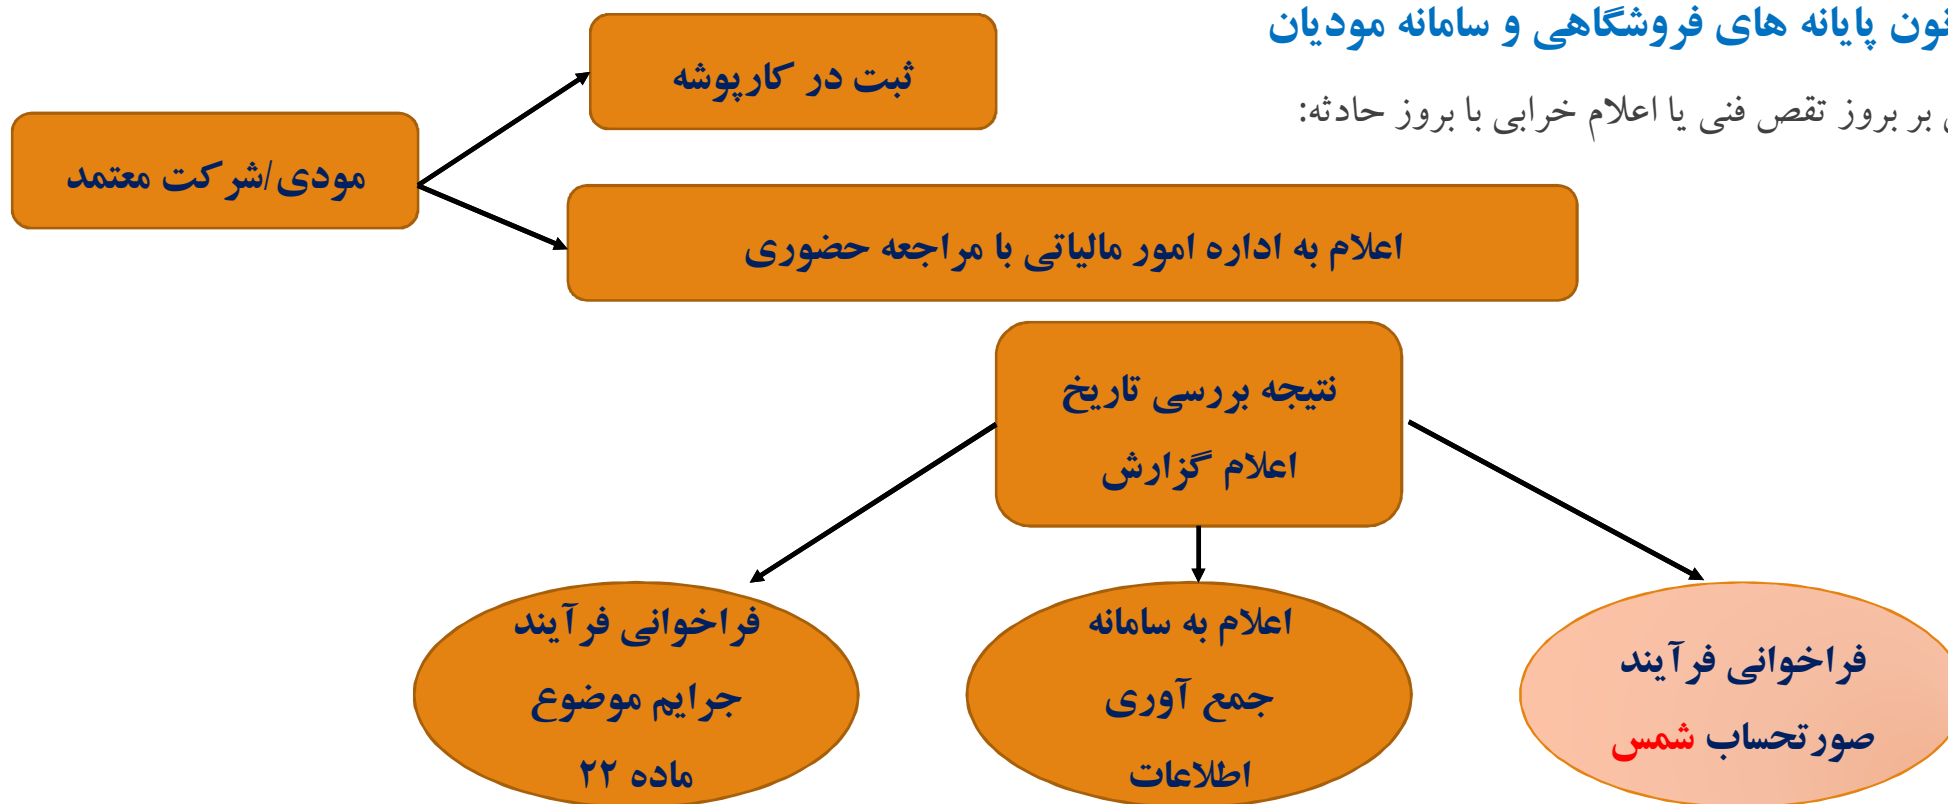 پایانه های فروشگاهی و سامانه مودیان
بر بروز تقص فنی یا اعلام خرابی با بروز حادثه:
ثبت در کارپوشه
مودی/شرکت معتمد
اعلام به اداره امور مالیاتی با مراجعه حضوری
نتیجه بررسی تاریخ
اعلام گزارش
فراخوانی فرآیند
صورتحساب شمس
اعلام به سامانه
جمع آوری
اطلاعات
فراخوانی فرآیند
جرایم موضوع
ماده ۲۲